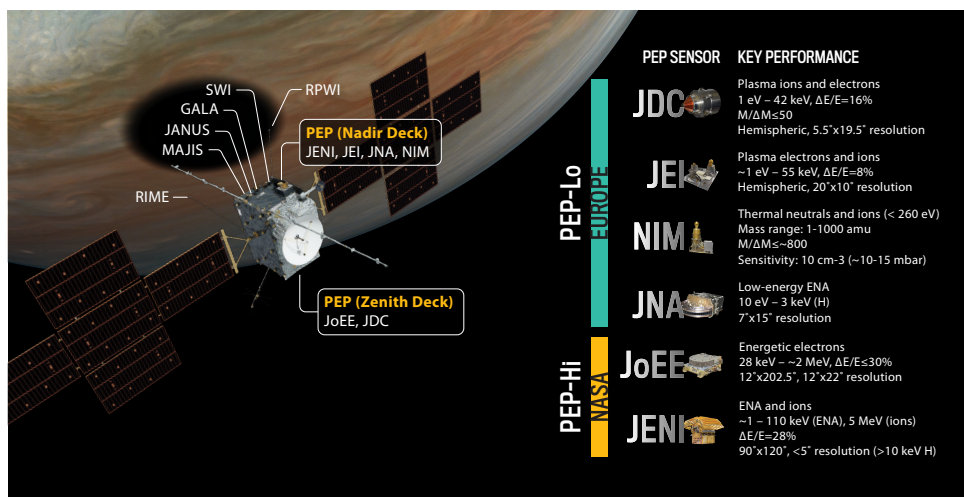 SWI
RPWI
GALA
JANUS
MAJIS
RIME
PEP (Nadir Deck)
JENI, JEI, JNA, NIM
PEP (Zenith Deck)
JoEE, JDC
PEP SENSOR
KEY PERFORMANCE
PEP-Lo
EUROPE
JDC
Plasma ions and electrons
1 eV – 42 keV, ΔE/E=16%
M/ΔM≤50
Hemispheric, 5.5˚x19.5˚ resolution
JEI
Plasma electrons and ions
~1 eV – 55 keV, ΔE/E=8%
Hemispheric, 20˚x10˚ resolution
NIM
Thermal neutrals and ions (< 260 eV)
Mass range: 1-1000 amu
M/ΔM≤~800
Sensitivity: 10 cm-3 (~10-15 mbar)
JNA
Low-energy ENA
10 eV – 3 keV (H)
7˚x15˚ resolution
PEP-Hi
NASA
JoEE
Energetic electrons
28 keV – ~2 MeV, ΔE/E≤30%
12˚x202.5˚, 12˚x22˚ resolution
JENI
ENA and ions
~1 – 110 keV (ENA), 5 MeV (ions)
ΔE/E=28%
90˚x120˚, <5˚ resolution (>10 keV H)